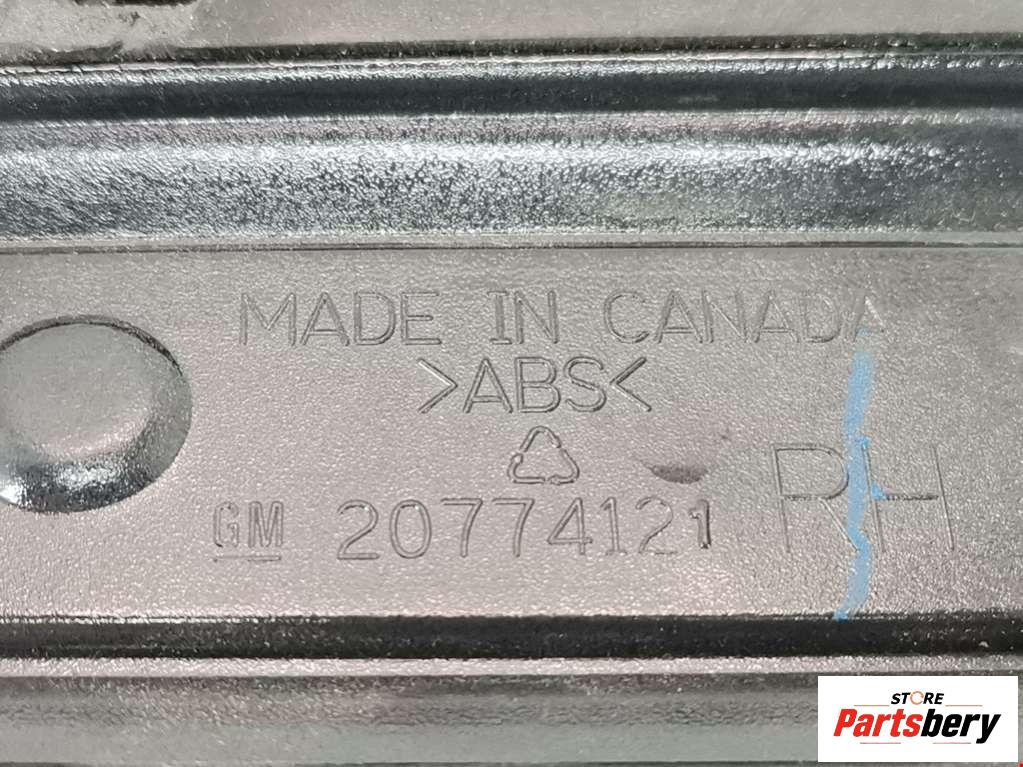 MADE IN CANADA
>ABS<
GM 20774121 RH
STORE
Partsbery